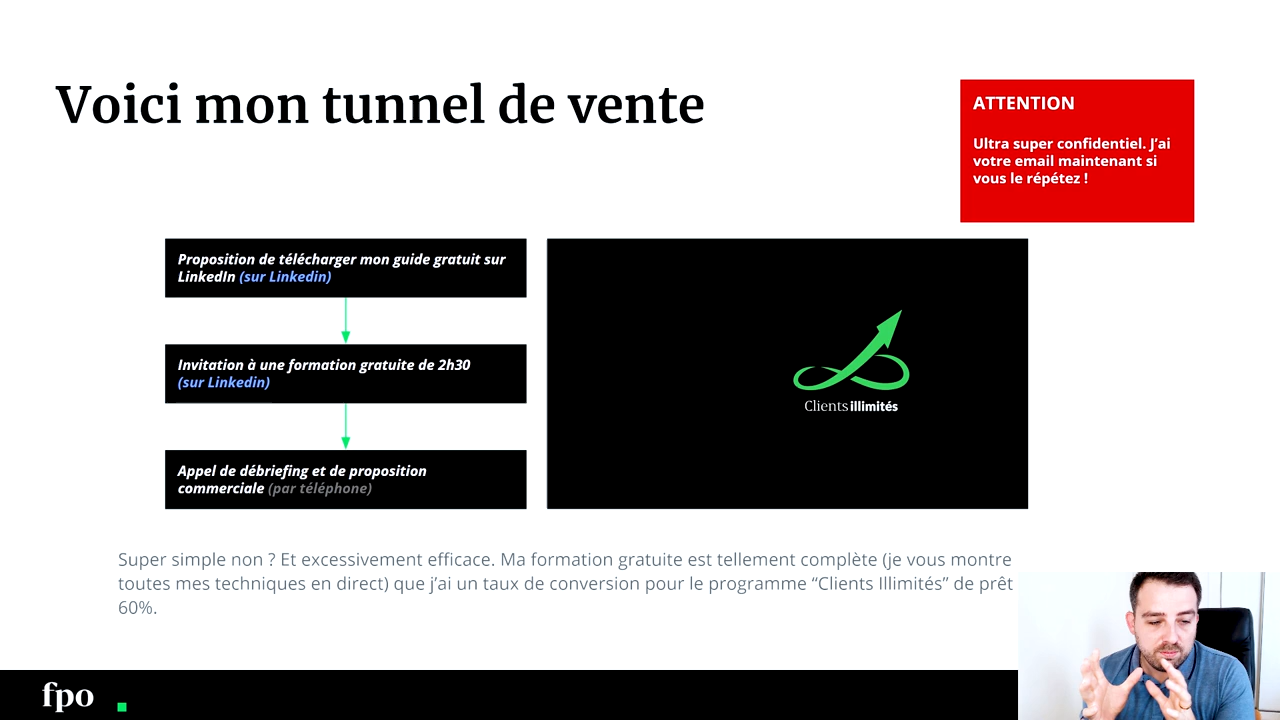 Voici mon tunnel de vente
ATTENTION
Ultra super confidentiel. J’ai
votre email maintenant si
vous le répétez !
Proposition de télécharger mon guide gratuit sur
LinkedIn (sur Linkedin)
Invitation à une formation gratuite de 2h30
(sur Linkedin)
Appel de débriefing et de proposition
commerciale (par téléphone)
Clients illimités
Super simple non ? Et excessivement efficace. Ma formation gratuite est tellement complète (je vous montre
toutes mes techniques en direct) que j’ai un taux de conversion pour le programme “Clients Illimités” de prêt
60%.
fpo